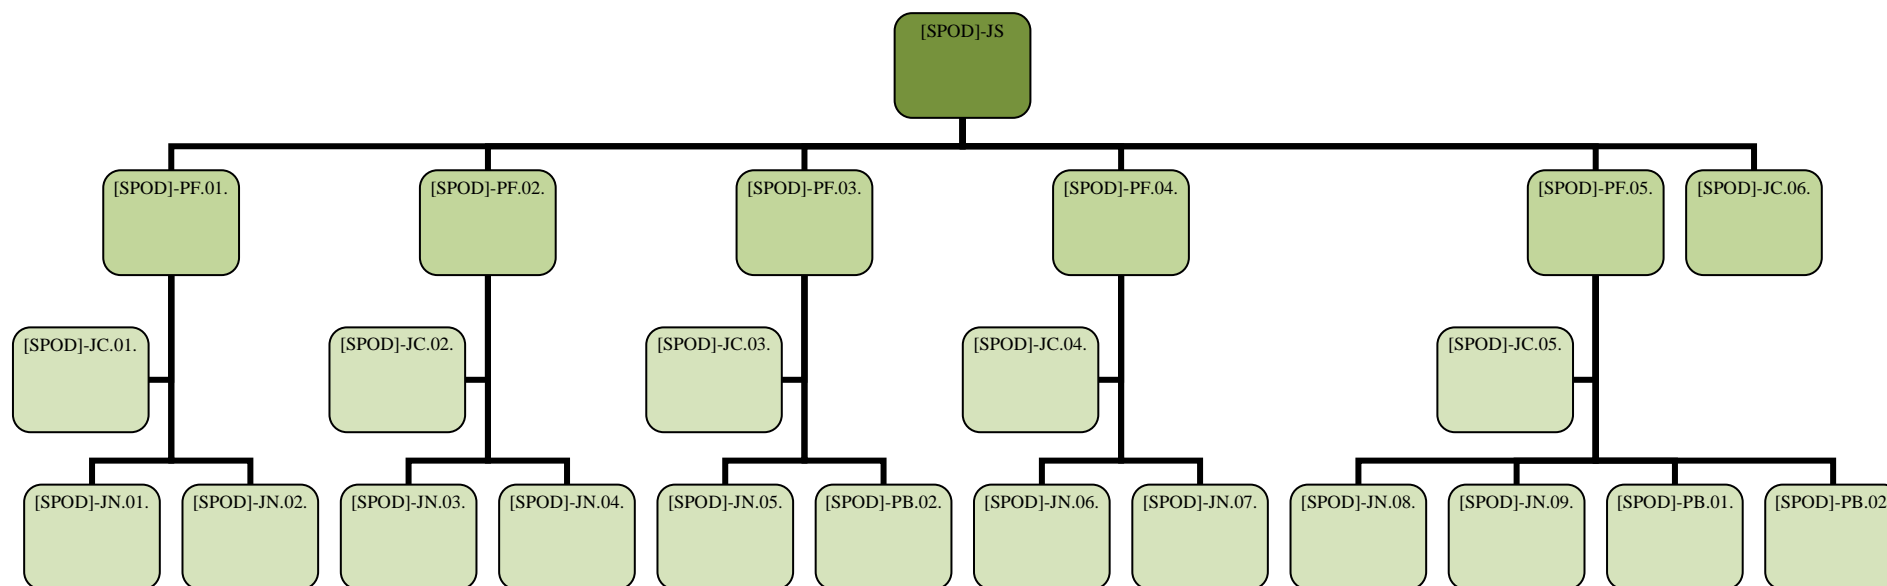 [SPOD]-JS
[SPOD]-PF.01.
[SPOD]-PF.02.
[SPOD]-PF.03.
[SPOD]-PF.04.
[SPOD]-PF.05.
[SPOD]-JC.06.
[SPOD]-JC.01.
[SPOD]-JC.02.
[SPOD]-JC.03.
[SPOD]-JC.04.
[SPOD]-JC.05.
[SPOD]-JN.01.
[SPOD]-JN.02.
[SPOD]-JN.03.
[SPOD]-JN.04.
[SPOD]-JN.05.
[SPOD]-PB.02.
[SPOD]-JN.06.
[SPOD]-JN.07.
[SPOD]-JN.08.
[SPOD]-JN.09.
[SPOD]-PB.01.
[SPOD]-PB.02